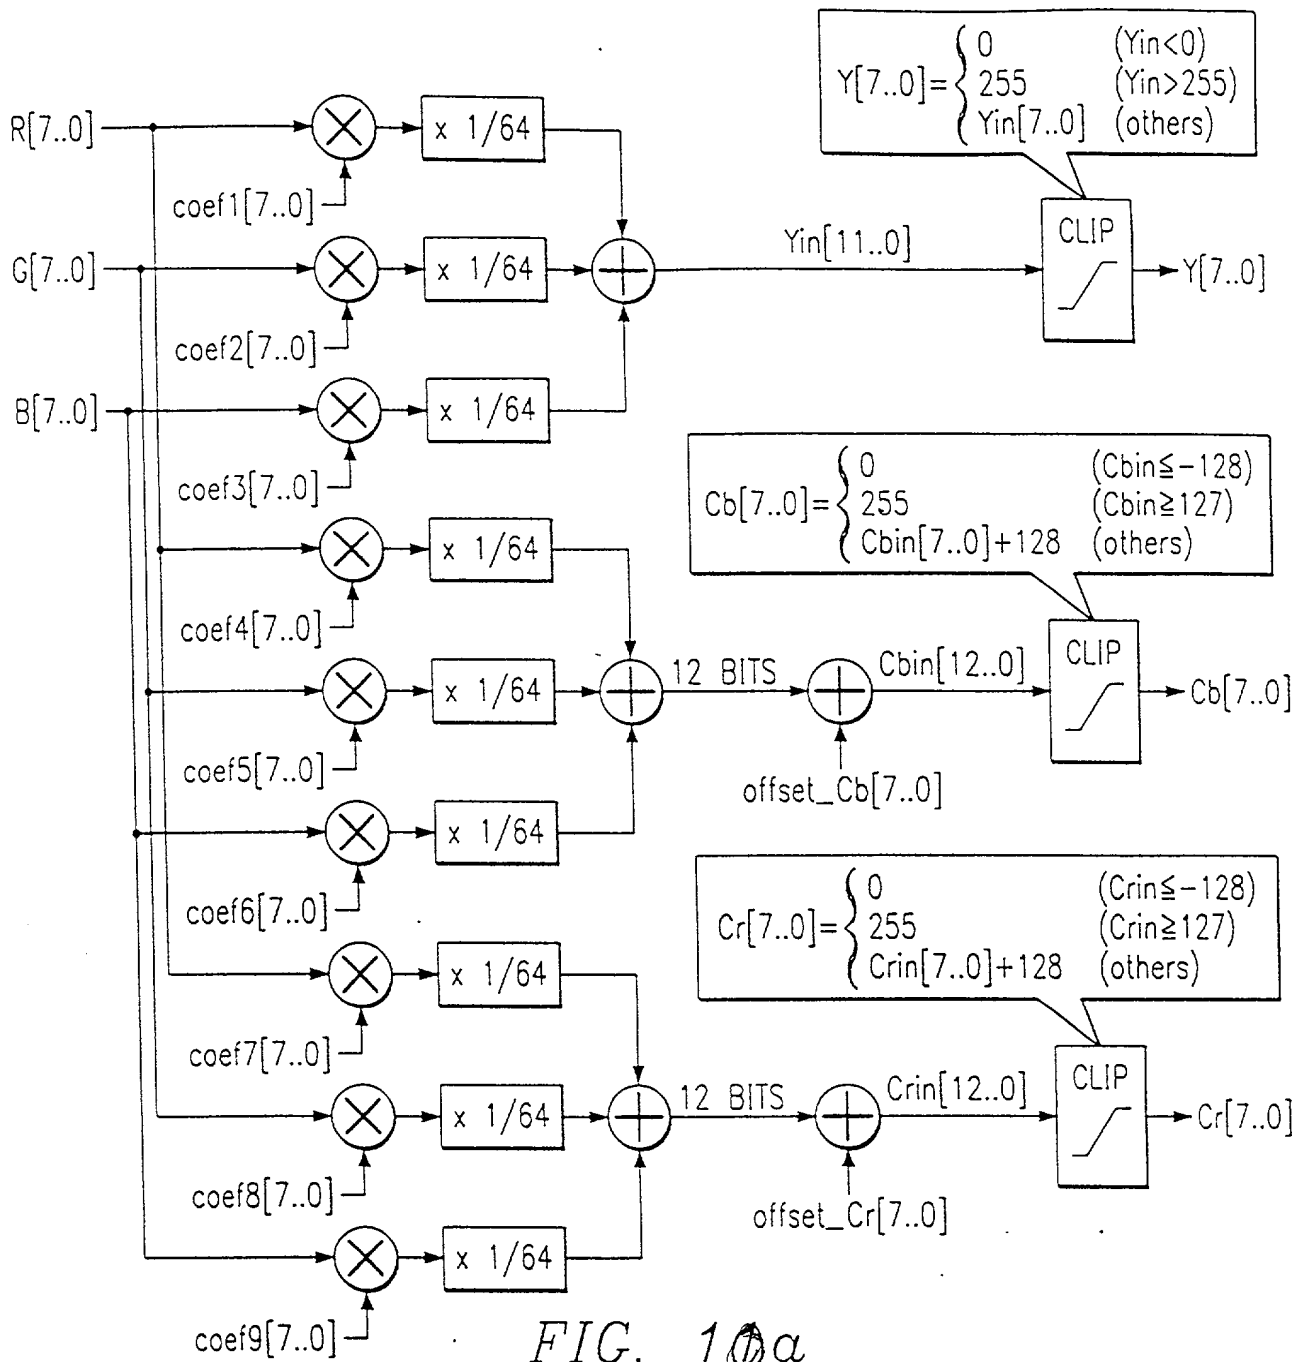 Y[7..0]= 0 (Yin<0)
255 (Yin>255)
Yin[7..0] (others)
R[7..0]
x 1/64
coef1[7..0]
CLIP
G[7..0]
x 1/64
Yin[11..0]
Y[7..0]
coef2[7..0]
B[7..0]
x 1/64
coef3[7..0]
Cb[7..0]= 0 (Cbin≦-128)
255 (Cbin≧127)
Cbin[7..0]+128 (others)
x 1/64
coef4[7..0]
CLIP
x 1/64
12 BITS
Cbin[12..0]
Cb[7..0]
coef5[7..0]
offset_Cb[7..0]
x 1/64
coef6[7..0]
Cr[7..0]= 0 (Crin≦-128)
255 (Crin≧127)
Crin[7..0]+128 (others)
x 1/64
coef7[7..0]
CLIP
x 1/64
12 BITS
Crin[12..0]
Cr[7..0]
coef8[7..0]
offset_Cr[7..0]
x 1/64
coef9[7..0]
FIG.